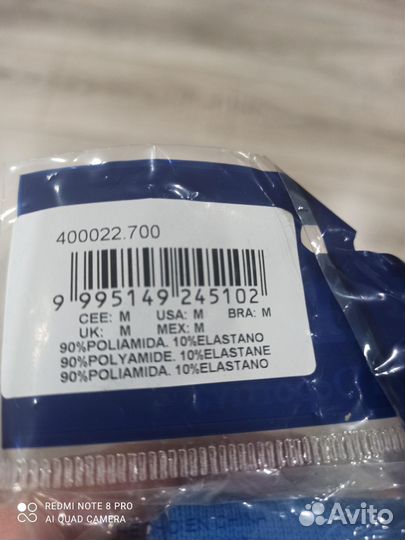 400022.700
9 995149 245102
CEE: M USA: M BRA: M
UK: M MEX: M
90%POLIAMIDA. 10%ELASTANO
90%POLYAMIDE. 10%ELASTANE
90%POLIAMIDA. 10%ELASTANO
REDMI NOTE 8 PRO
AI QUAD CAMERA
Avito